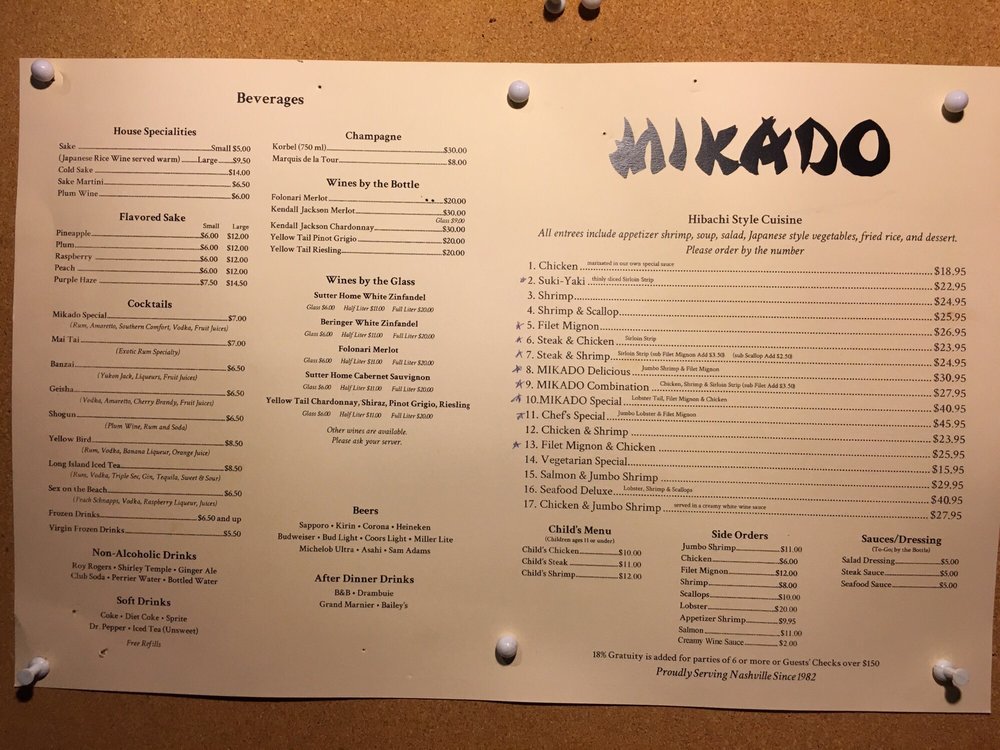 Beverages
House Specialities
Sake Small $5.00
(Japanese Rice Wine served warm) Large $9.50
Cold Sake $14.00
Sake Martini $6.50
Plum Wine $6.00
Flavored Sake
Small Large
Pineapple $6.00 $12.00
Plum $6.00 $12.00
Raspberry $6.00 $12.00
Peach $6.00 $12.00
Purple Haze $7.50 $14.50
Cocktails
Mikado Special $7.00
(Rum, Amaretto, Southern Comfort, Vodka, Fruit Juices)
Mai Tai $7.00
(Exotic Rum Specialty)
Banzai $6.50
(Yukon Jack, Liqueurs, Fruit Juices)
Geisha $6.50
(Vodka, Amaretto, Cherry Brandy, Fruit Juices)
Shogun $6.50
(Plum Wine, Rum and Soda)
Yellow Bird $8.50
(Rum, Vodka, Banana Liqueur, Orange Juice)
Long Island Iced Tea $8.50
(Rum, Vodka, Triple Sec, Gin, Tequila, Sweet & Sour)
Sex on the Beach $6.50
(Peach Schnapps, Vodka, Raspberry Liqueur, Juices)
Frozen Drinks $6.50 and up
Virgin Frozen Drinks $5.50
Non-Alcoholic Drinks
Roy Rogers • Shirley Temple • Ginger Ale
Club Soda • Perrier Water • Bottled Water
Soft Drinks
Coke • Diet Coke • Sprite
Dr. Pepper • Iced Tea (Unsweet)
Free Refills
Champagne
Korbel (750 ml) $30.00
Marquis de la Tour $8.00
Wines by the Bottle
Folonari Merlot $20.00
Kendall Jackson Merlot $30.00
Glass $9.00
Kendall Jackson Chardonnay $30.00
Yellow Tail Pinot Grigio $20.00
Yellow Tail Riesling $20.00
Wines by the Glass
Sutter Home White Zinfandel
Glass $6.00 Half Liter $11.00 Full Liter $20.00
Beringer White Zinfandel
Glass $6.00 Half Liter $11.00 Full Liter $20.00
Folonari Merlot
Glass $6.00 Half Liter $11.00 Full Liter $20.00
Sutter Home Cabernet Sauvignon
Glass $6.00 Half Liter $11.00 Full Liter $20.00
Yellow Tail Chardonnay, Shiraz, Pinot Grigio, Riesling
Glass $6.00 Half Liter $11.00 Full Liter $20.00
Other wines are available.
Please ask your server.
Beers
Sapporo • Kirin • Corona • Heineken
Budweiser • Bud Light • Coors Light • Miller Lite
Michelob Ultra • Asahi • Sam Adams
After Dinner Drinks
B&B • Drambuie
Grand Marnier • Bailey's
MIKADO
Hibachi Style Cuisine
All entrees include appetizer shrimp, soup, salad, Japanese style vegetables, fried rice, and dessert.
Please order by the number
1. Chicken marinated in our own special sauce $18.95
*2. Suki-Yaki thinly sliced Sirloin Strip $22.95
3. Shrimp $24.95
4. Shrimp & Scallop $25.95
*5. Filet Mignon $26.95
*6. Steak & Chicken Sirloin Strip $23.95
*7. Steak & Shrimp Sirloin Strip (sub Filet Mignon Add $3.50) (sub Scallop Add $2.50) $24.95
*8. MIKADO Delicious Jumbo Shrimp & Filet Mignon $30.95
*9. MIKADO Combination Chicken, Shrimp & Sirloin Strip (sub Filet Add $3.50) $27.95
*10. MIKADO Special Lobster Tail, Filet Mignon & Chicken $40.95
*11. Chef's Special Jumbo Lobster & Filet Mignon $45.95
12. Chicken & Shrimp $23.95
*13. Filet Mignon & Chicken $25.95
14. Vegetarian Special $15.95
15. Salmon & Jumbo Shrimp $29.95
16. Seafood Deluxe Lobster, Shrimp & Scallops $40.95
17. Chicken & Jumbo Shrimp served in a creamy white wine sauce $27.95
Child's Menu
(Children ages 11 or under)
Child's Chicken $10.00
Child's Steak $11.00
Child's Shrimp $12.00
Side Orders
Jumbo Shrimp $11.00
Chicken $6.00
Filet Mignon $12.00
Shrimp $8.00
Scallops $10.00
Lobster $20.00
Appetizer Shrimp $9.95
Salmon $11.00
Creamy Wine Sauce $2.00
Sauces/Dressing
(To-Go; by the Bottle)
Salad Dressing $5.00
Steak Sauce $5.00
Seafood Sauce $5.00
18% Gratuity is added for parties of 6 or more or Guests' Checks over $150
Proudly Serving Nashville Since 1982